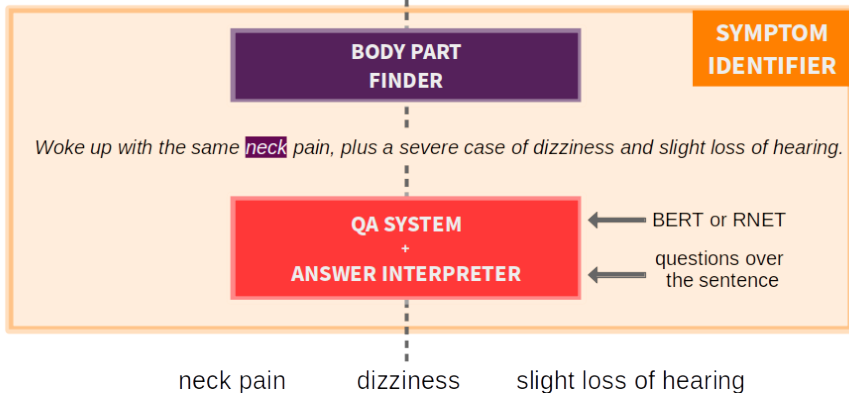 SYMPTOM
IDENTIFIER
BODY PART
FINDER
Woke up with the same neck pain, plus a severe case of dizziness and slight loss of hearing.
QA SYSTEM
+
ANSWER INTERPRETER
BERT or RNET
questions over
the sentence
neck pain dizziness slight loss of hearing